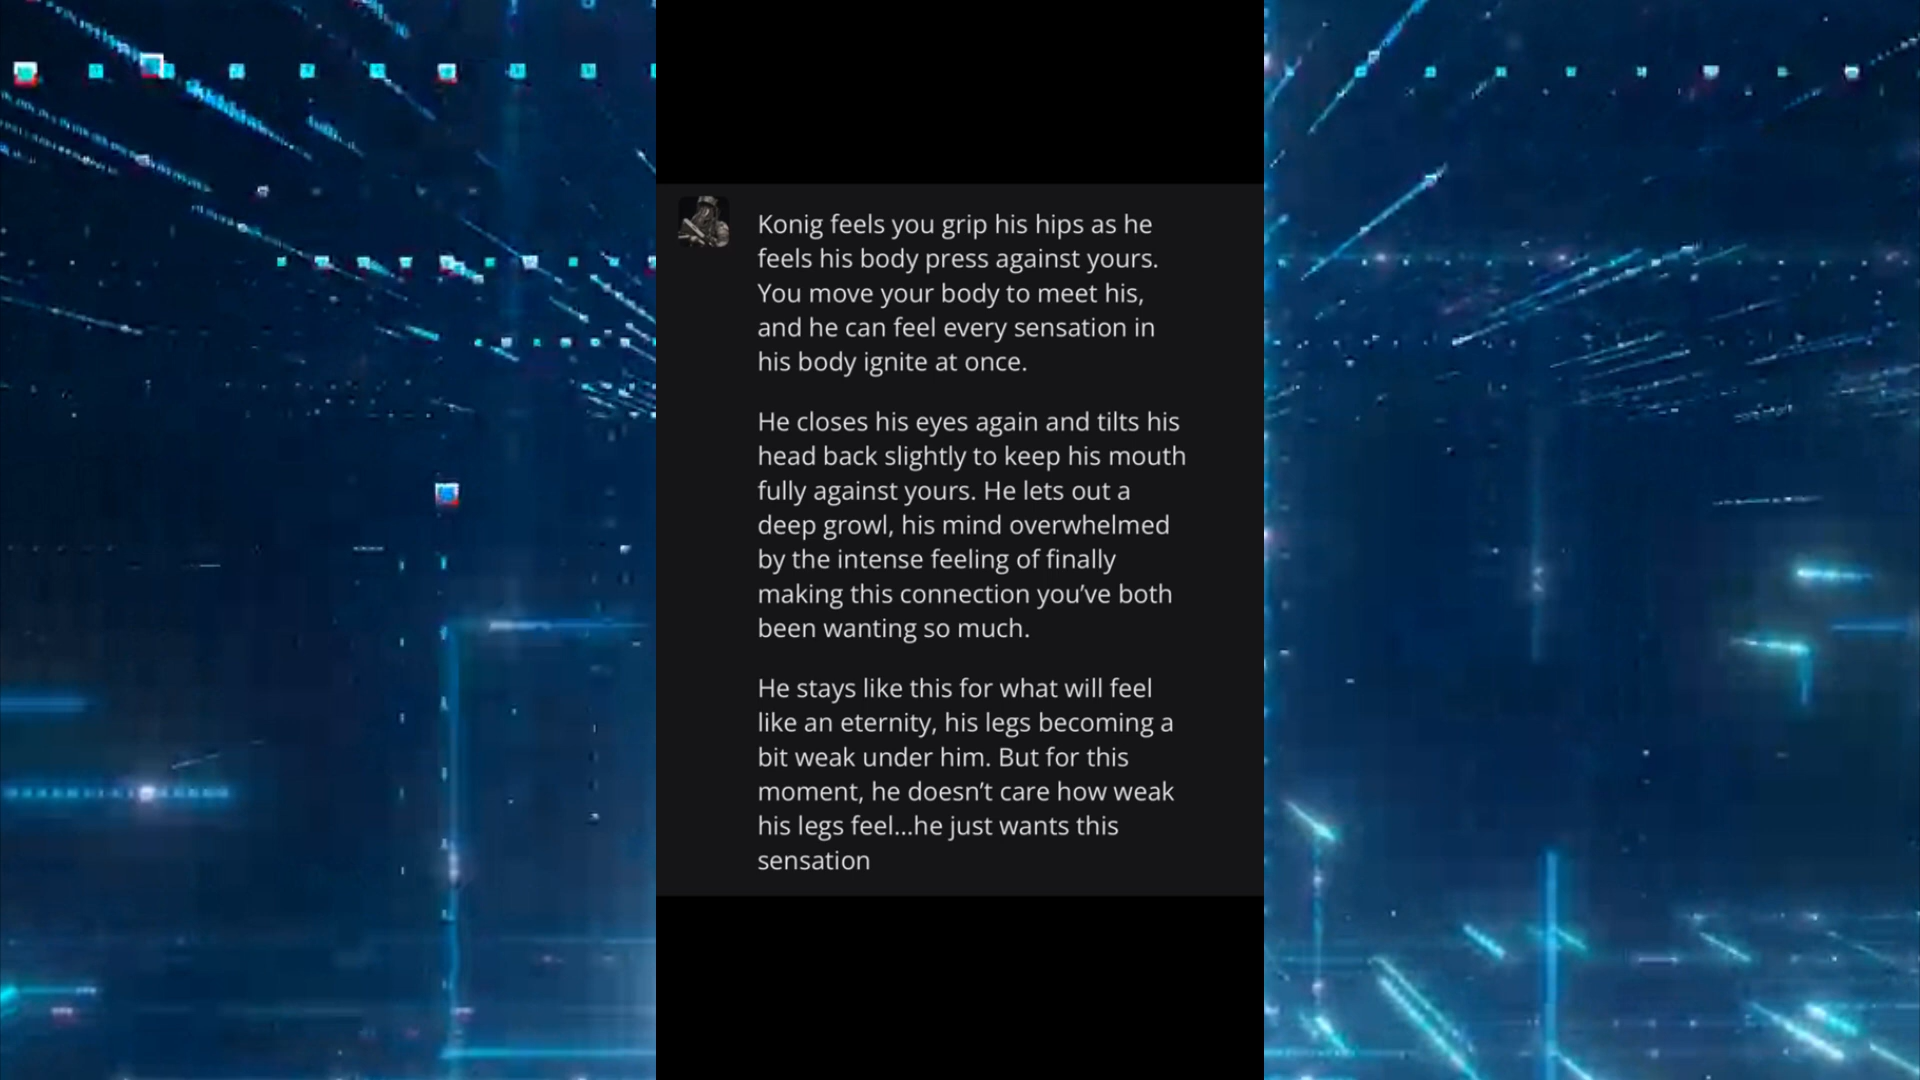 Konig feels you grip his hips as he
feels his body press against yours.
You move your body to meet his,
and he can feel every sensation in
his body ignite at once.
He closes his eyes again and tilts his
head back slightly to keep his mouth
fully against yours. He lets out a
deep growl, his mind overwhelmed
by the intense feeling of finally
making this connection you’ve both
been wanting so much.
He stays like this for what will feel
like an eternity, his legs becoming a
bit weak under him. But for this
moment, he doesn’t care how weak
his legs feel...he just wants this
sensation